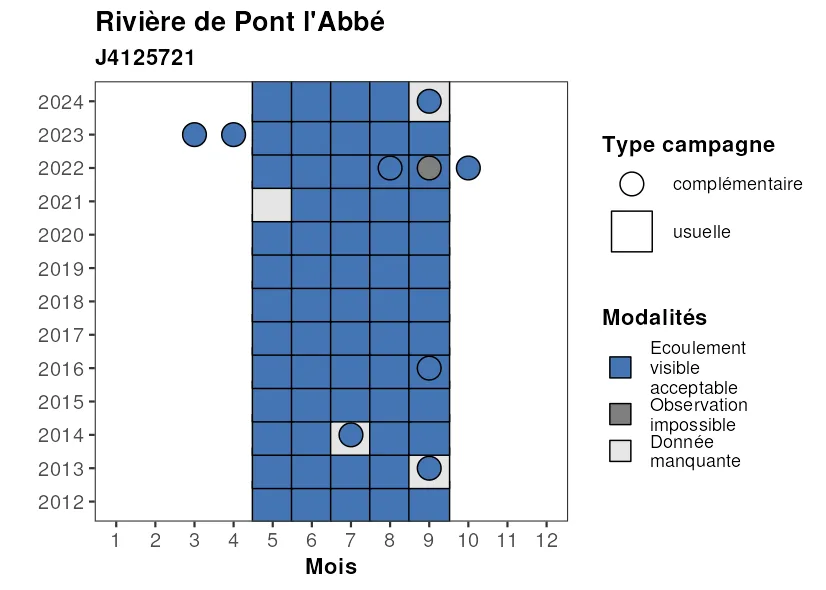 Rivière de Pont l'Abbé
J4125721
2024
2023
2022
2021
2020
2019
2018
2017
2016
2015
2014
2013
2012
1 2 3 4 5 6 7 8 9 10 11 12
Mois
Type campagne
complémentaire
usuelle
Modalités
Ecoulement
visible
acceptable
Observation
impossible
Donnée
manquante